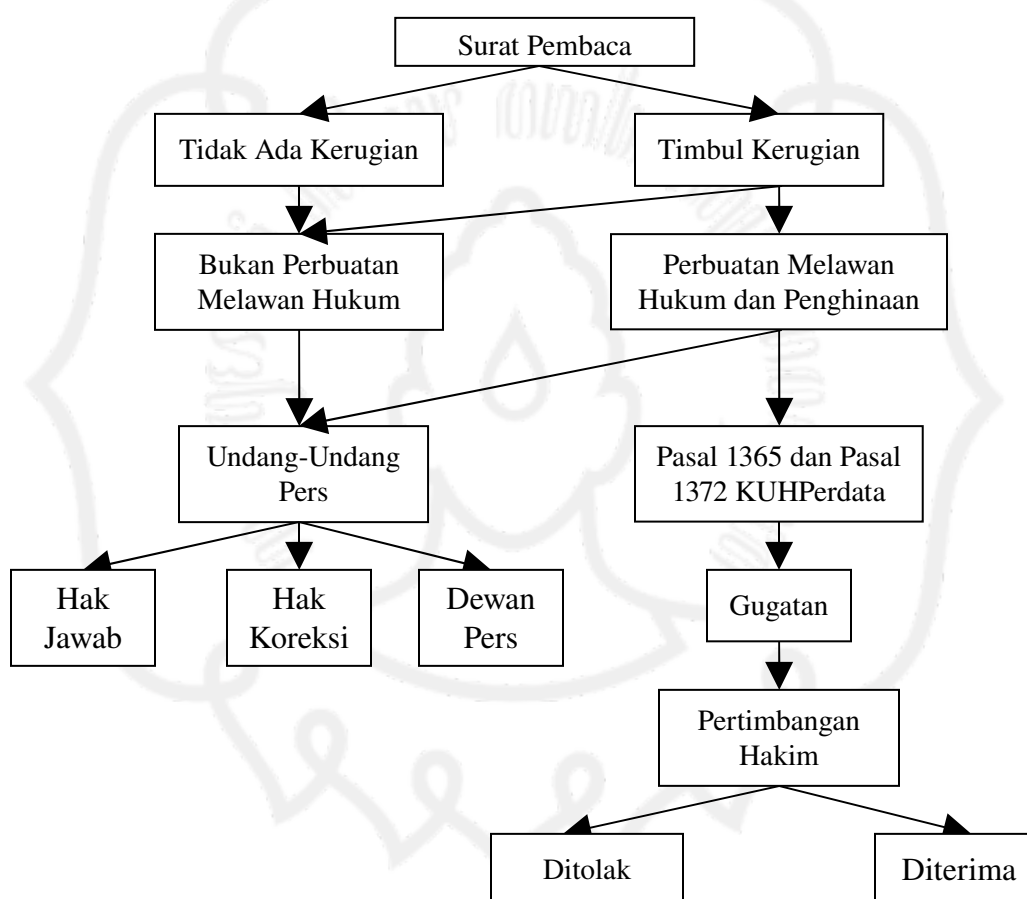 Surat Pembaca
Tidak Ada Kerugian
Timbul Kerugian
Bukan Perbuatan
Melawan Hukum
Perbuatan Melawan
Hukum dan Penghinaan
Undang-Undang
Pers
Pasal 1365 dan Pasal
1372 KUHPerdata
Hak
Jawab
Hak
Koreksi
Dewan
Pers
Gugatan
Pertimbangan
Hakim
Ditolak
Diterima